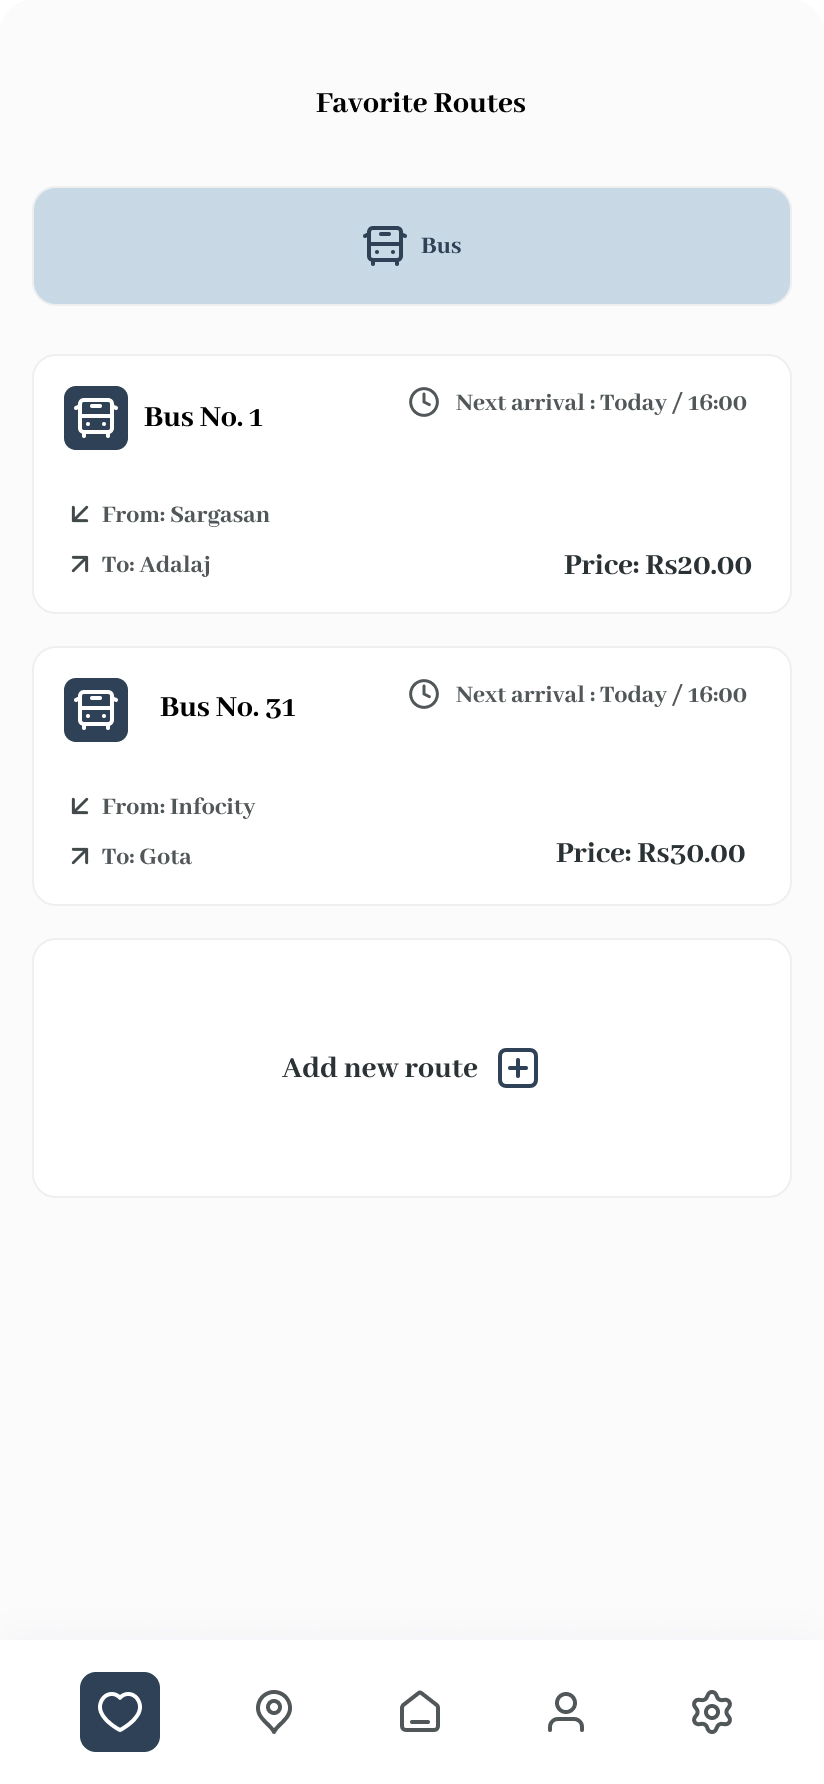 Favorite Routes
Bus
Bus No. 1
Next arrival : Today / 16:00
From: Sargasan
To: Adalaj
Price: Rs20.00
Bus No. 31
Next arrival : Today / 16:00
From: Infocity
To: Gota
Price: Rs30.00
Add new route